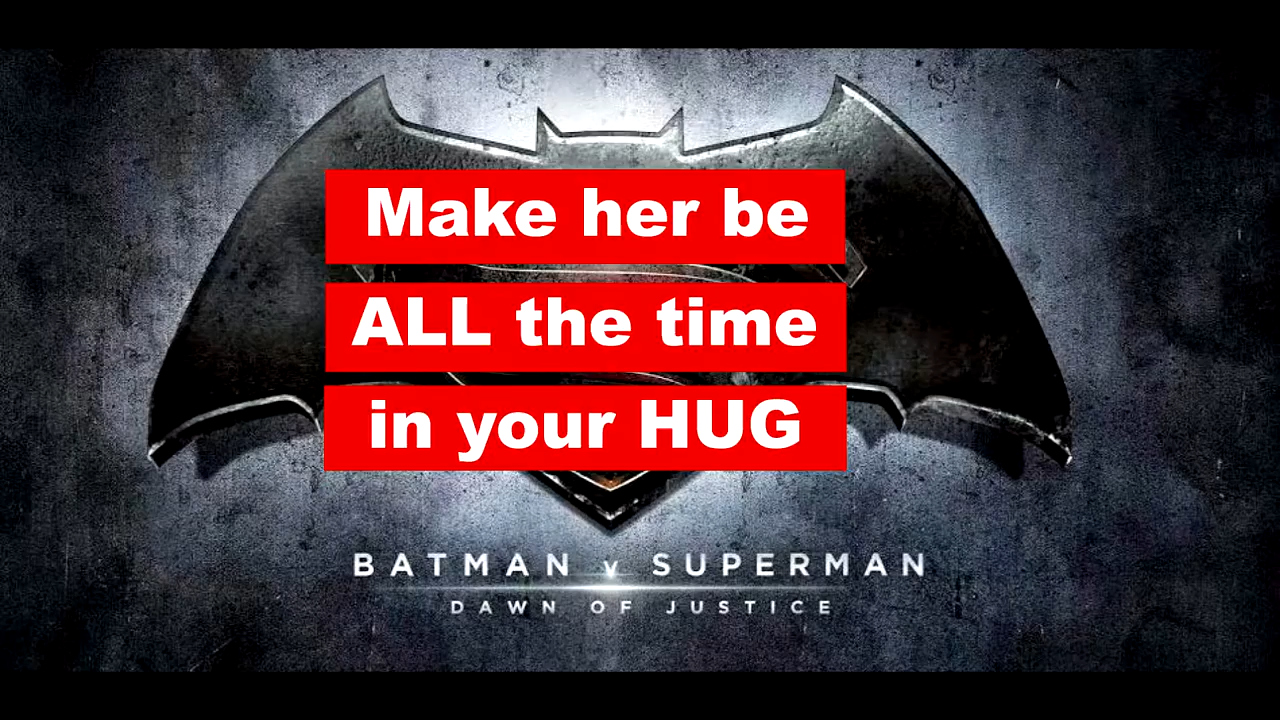 Make her be
ALL the time
in your HUG
BATMAN v SUPERMAN
DAWN OF JUSTICE